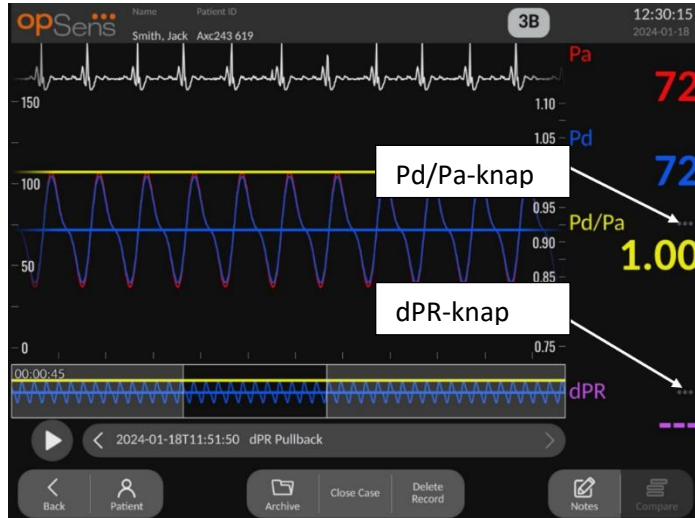 opSens
Name Patient ID
Smith, Jack Axc243 619
3B
12:30:15
2024-01-18
Pa
72
150
1.10
1.05
Pd
72
Pd/Pa-knap
100
0.95
Pd/Pa
1.00
0.90
50
0.85
dPR-knap
0
0.75
00:00:45
dPR
---
2024-01-18T11:51:50 dPR Pullback
Back
Patient
Archive
Close Case
Delete
Record
Notes
Compare